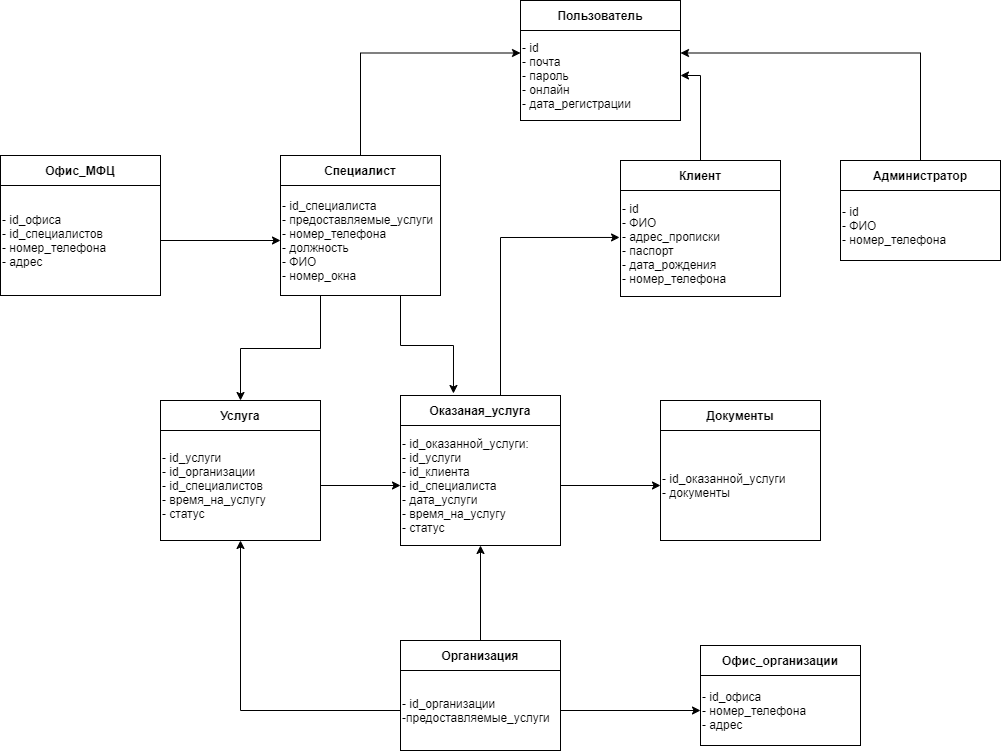 Пользователь
- id
- почта
- пароль
- онлайн
- дата_регистрации
Офис_МФЦ
- id_офиса
- id_специалистов
- номер_телефона
- адрес
Специалист
- id_специалиста
- предоставляемые_услуги
- номер_телефона
- должность
- ФИО
- номер_окна
Клиент
- id
- ФИО
- адрес_прописки
- паспорт
- дата_рождения
- номер_телефона
Администратор
- id
- ФИО
- номер_телефона
Услуга
- id_услуги
- id_организации
- id_специалистов
- время_на_услугу
- статус
Оказаная_услуга
- id_оказанной_услуги:
- id_услуги
- id_клиента
- id_специалиста
- дата_услуги
- время_на_услугу
- статус
Документы
- id_оказанной_услуги
- документы
Организация
- id_организации
-предоставляемые_услуги
Офис_организации
- id_офиса
- номер_телефона
- адрес